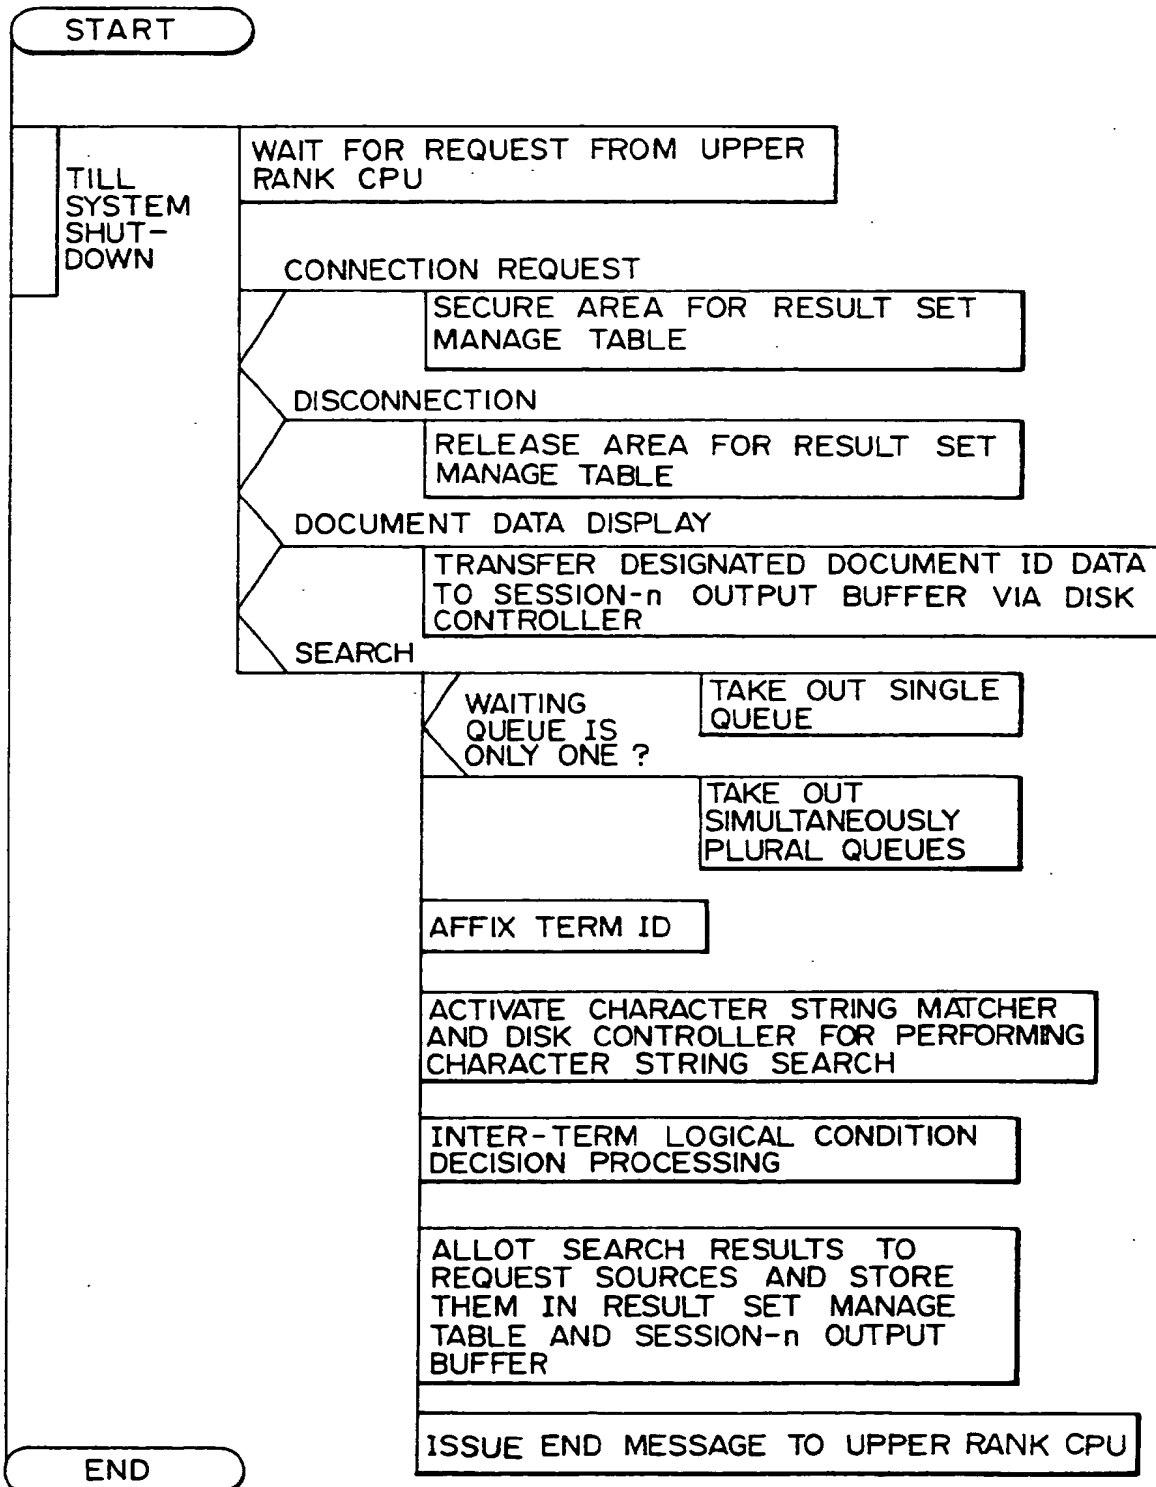 START
WAIT FOR REQUEST FROM UPPER
RANK CPU
TILL
SYSTEM
SHUT-
DOWN
CONNECTION REQUEST
SECURE AREA FOR RESULT SET
MANAGE TABLE
DISCONNECTION
RELEASE AREA FOR RESULT SET
MANAGE TABLE
DOCUMENT DATA DISPLAY
TRANSFER DESIGNATED DOCUMENT ID DATA
TO SESSION-n OUTPUT BUFFER VIA DISK
CONTROLLER
SEARCH
WAITING
QUEUE IS
ONLY ONE ?
TAKE OUT SINGLE
QUEUE
TAKE OUT
SIMULTANEOUSLY
PLURAL QUEUES
AFFIX TERM ID
ACTIVATE CHARACTER STRING MATCHER
AND DISK CONTROLLER FOR PERFORMING
CHARACTER STRING SEARCH
INTER-TERM LOGICAL CONDITION
DECISION PROCESSING
ALLOT SEARCH RESULTS TO
REQUEST SOURCES AND STORE
THEM IN RESULT SET MANAGE
TABLE AND SESSION-n OUTPUT
BUFFER
ISSUE END MESSAGE TO UPPER RANK CPU
END